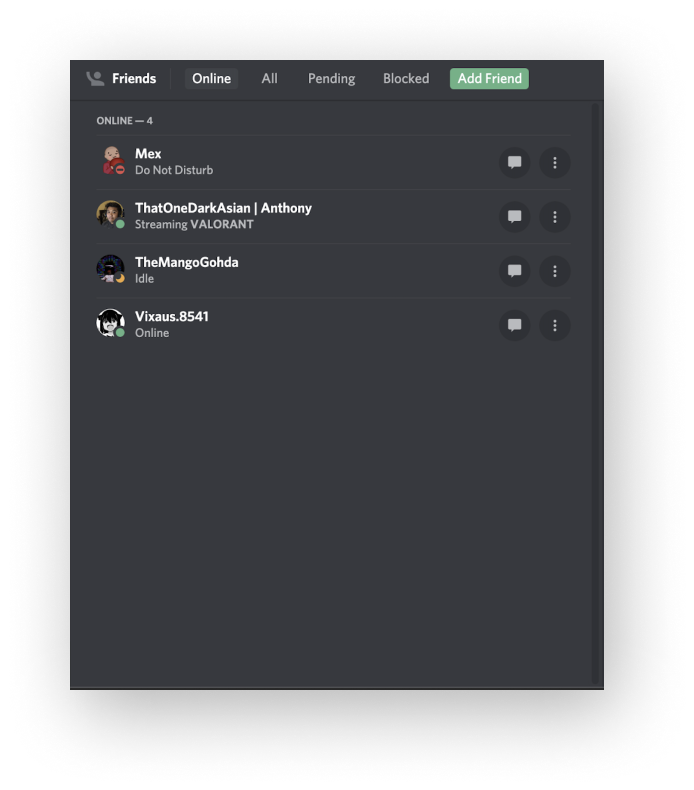 Friends Online All Pending Blocked Add Friend
ONLINE — 4
Mex
Do Not Disturb
ThatOneDarkAsian | Anthony
Streaming VALORANT
TheMangoGohda
Idle
Vixaus.8541
Online